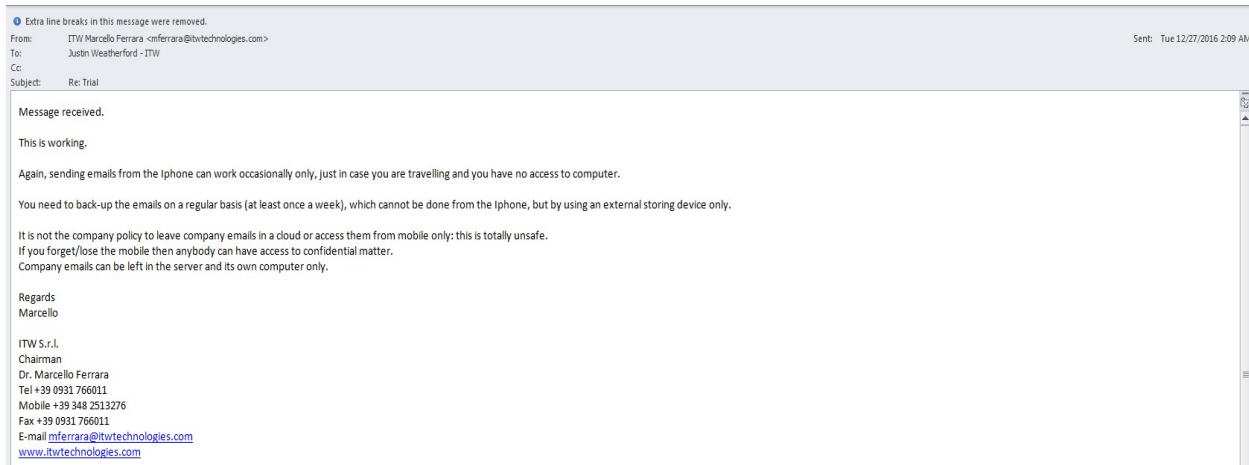 Extra line breaks in this message were removed.
From: ITW Marcello Ferrara <mferrara@itwtechnologies.com> Sent: Tue 12/27/2016 2:09 AM
To: Justin Weatherford - ITW
Cc:
Subject: Re: Trial
Message received.
This is working.
Again, sending emails from the Iphone can work occasionally only, just in case you are travelling and you have no access to computer.
You need to back-up the emails on a regular basis (at least once a week), which cannot be done from the Iphone, but by using an external storing device only.
It is not the company policy to leave company emails in a cloud or access them from mobile only: this is totally unsafe.
If you forget/lose the mobile then anybody can have access to confidential matter.
Company emails can be left in the server and its own computer only.
Regards
Marcello
ITW S.r.l.
Chairman
Dr. Marcello Ferrara
Tel +39 0931 766011
Mobile +39 348 2513276
Fax +39 0931 766011
E-mail mferrara@itwtechnologies.com
www.itwtechnologies.com